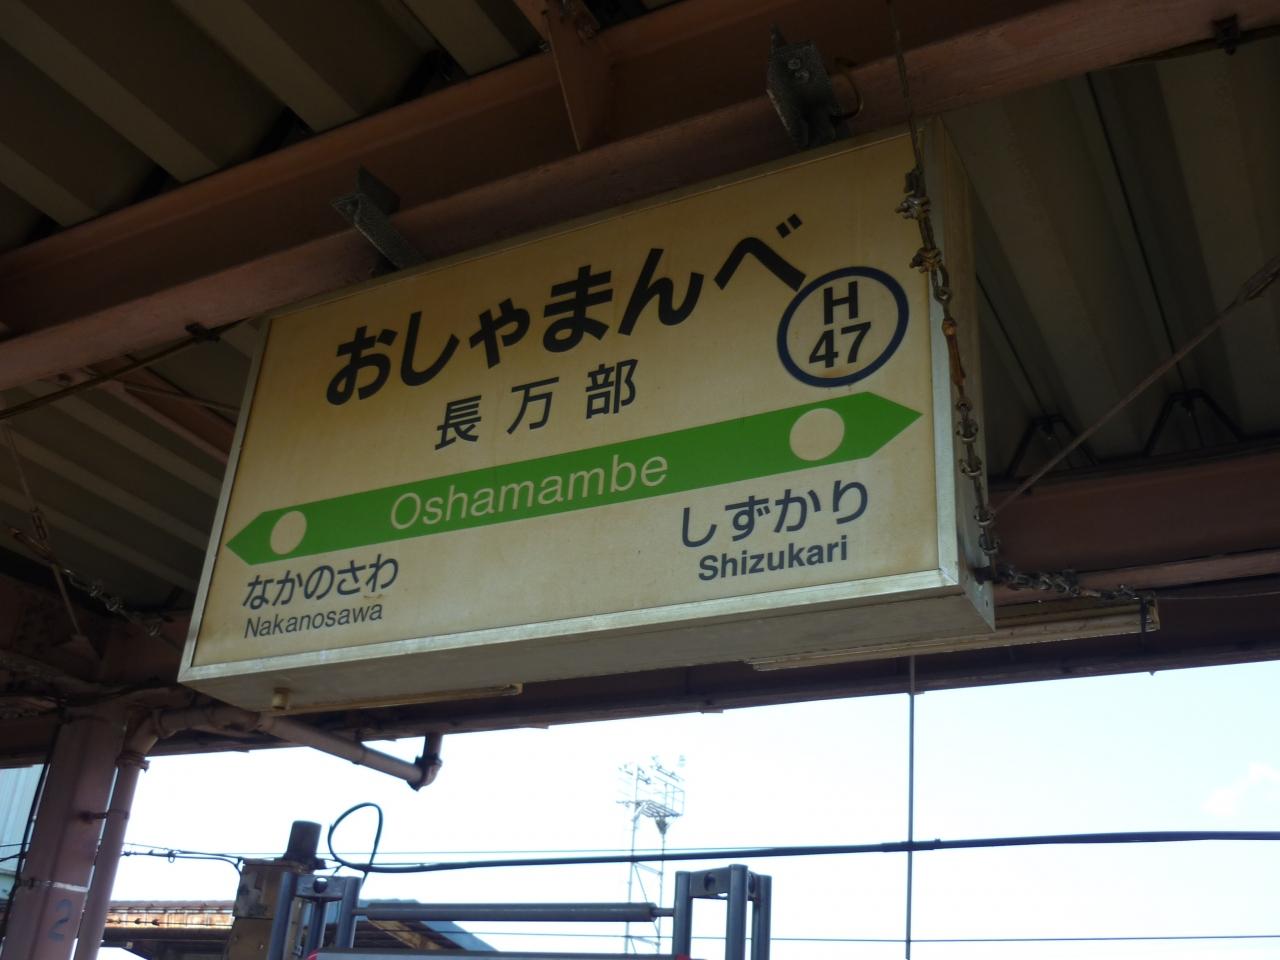 おしゃまんべ
H
47
長万部
Oshamambe
なかのさわ
Nakanosawa
しずかり
Shizukari
2